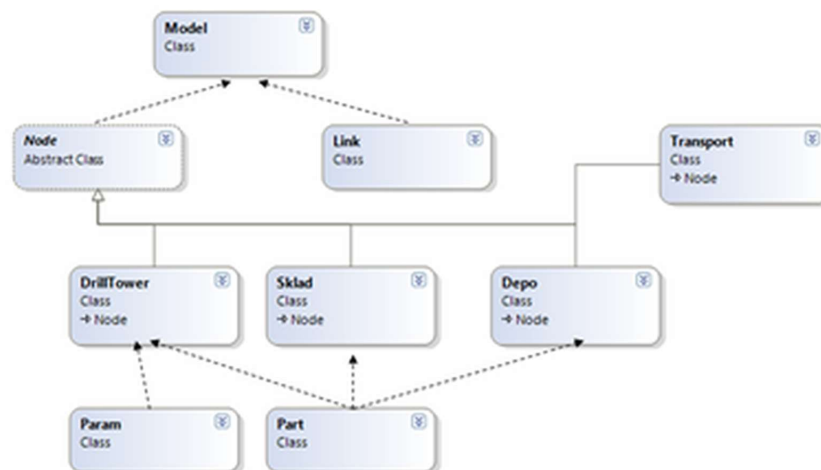 Model
Class
Node
Abstract Class
Link
Class
Transport
Class
Node
DrillTower
Class
Node
Sklad
Class
Node
Depo
Class
Node
Param
Class
Part
Class